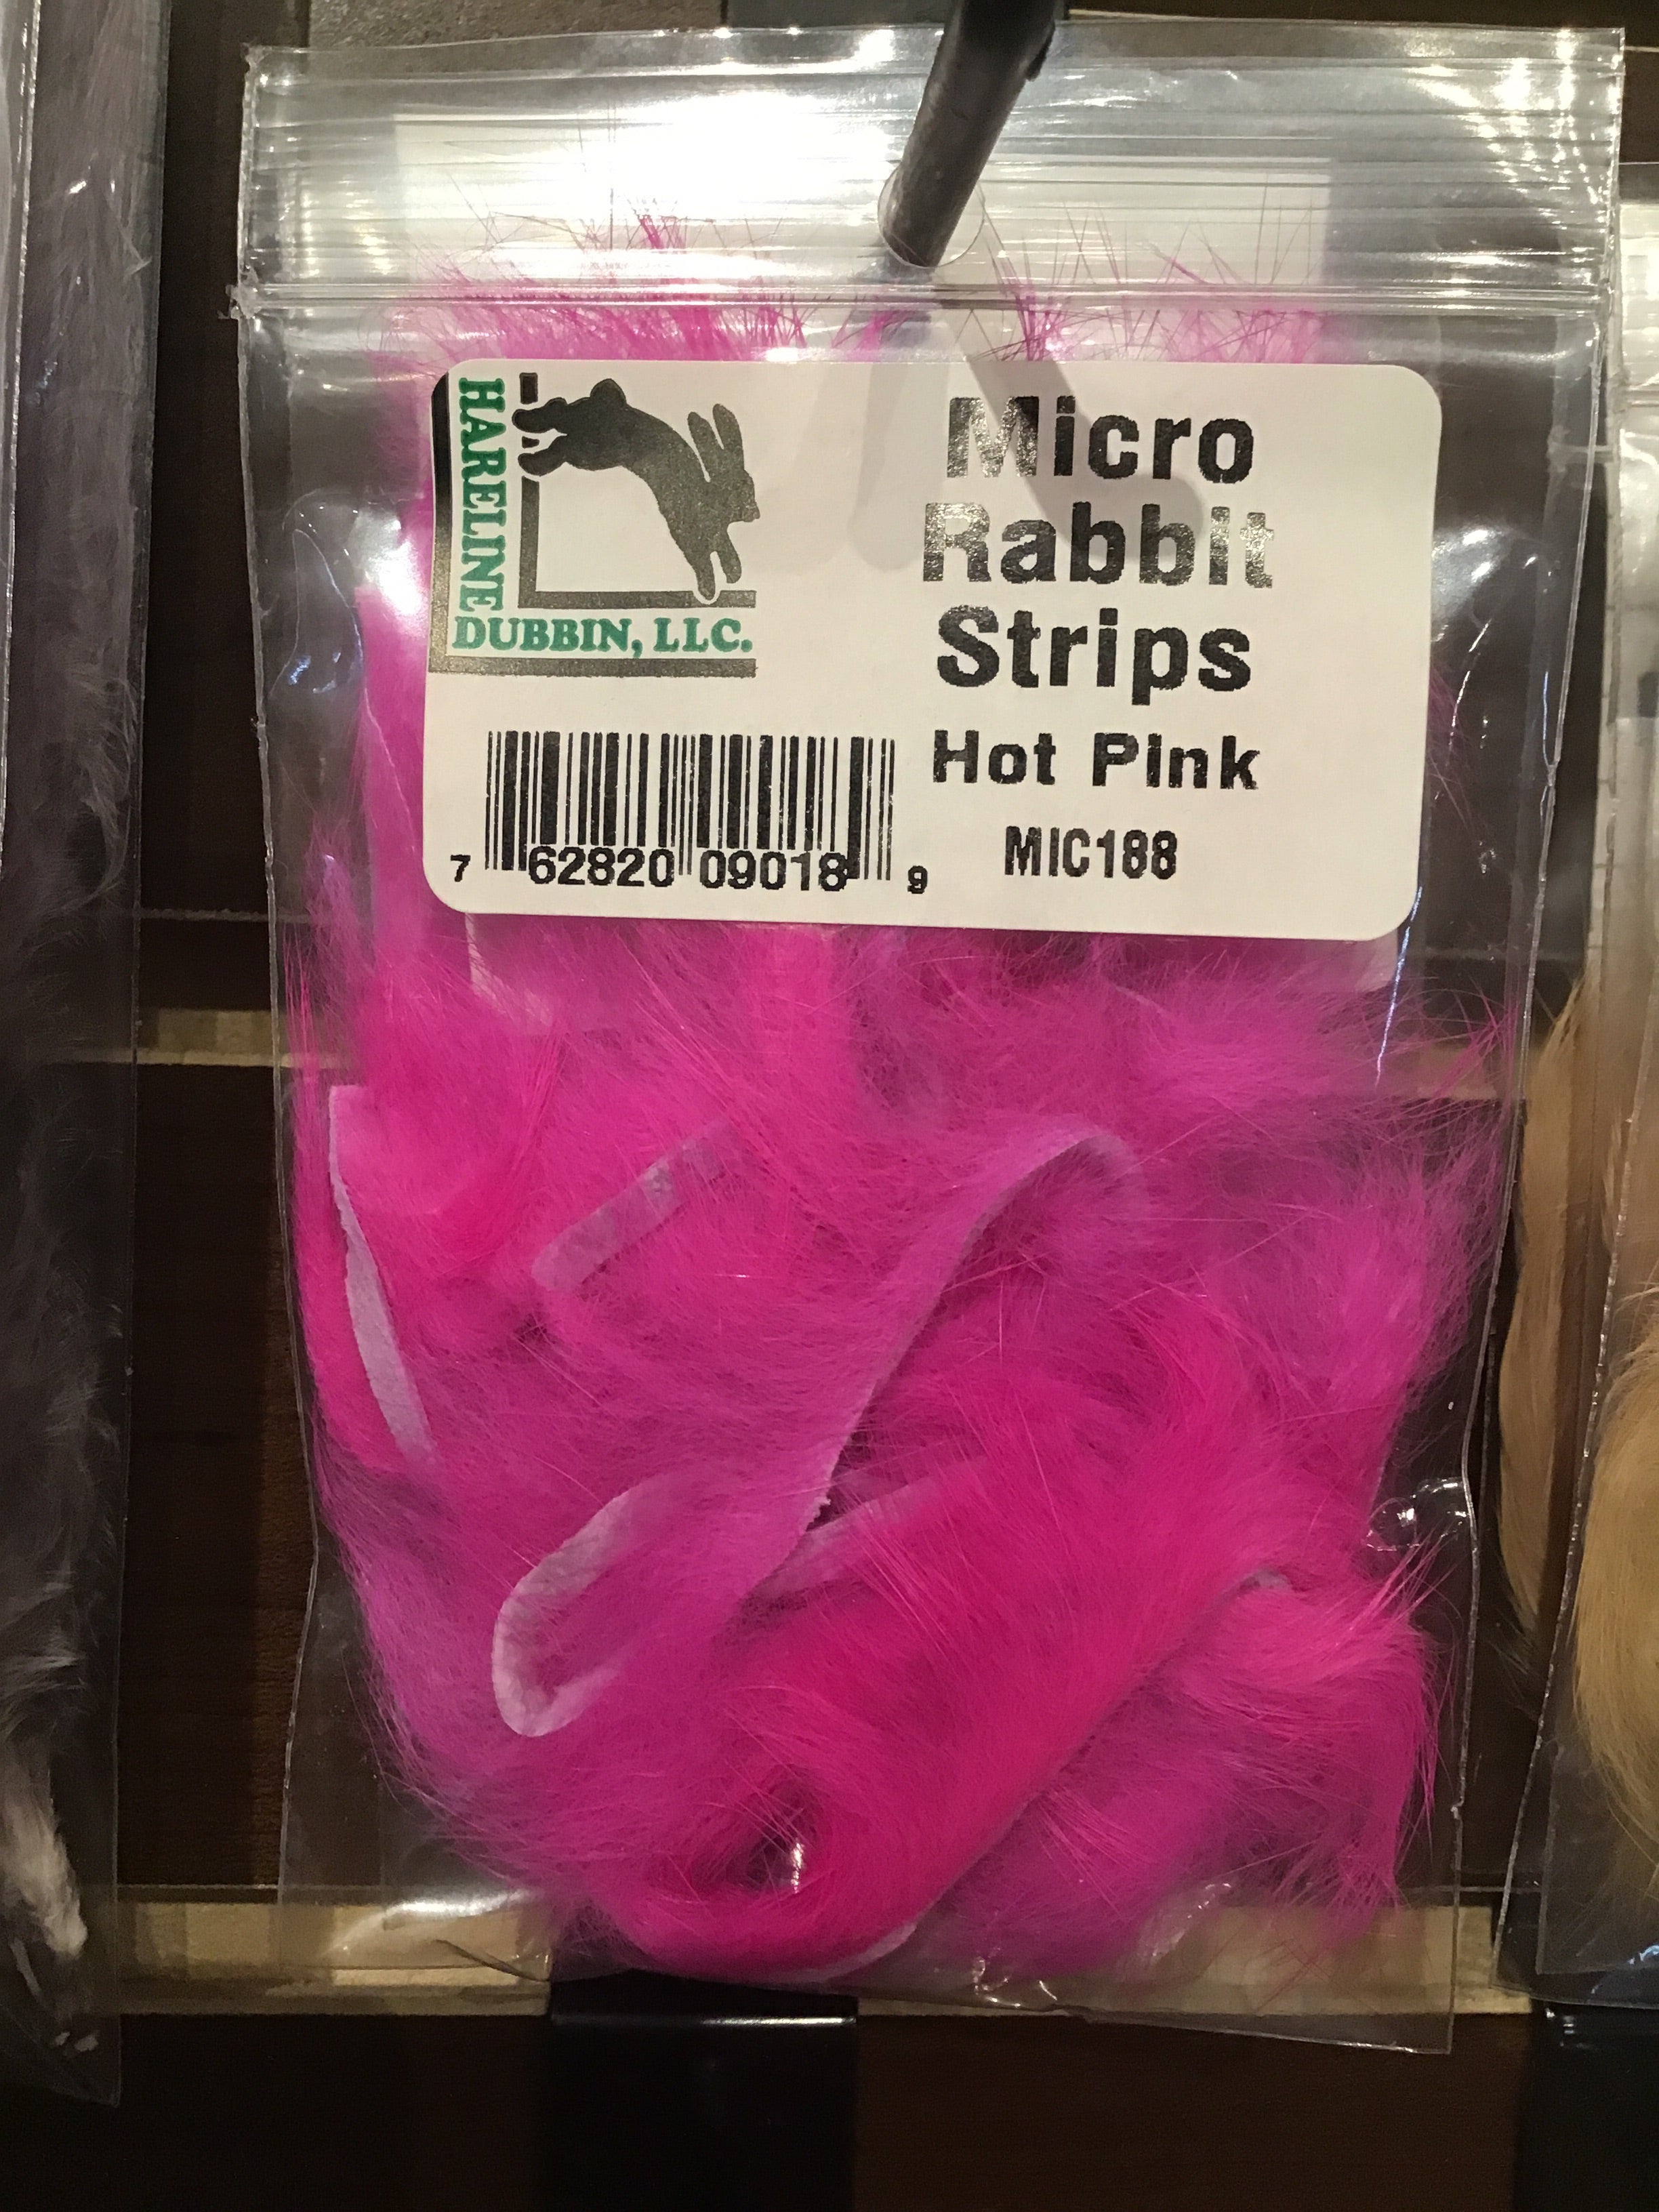 HARELINE
DUBBIN, LLC.
Micro
Rabbit
Strips
Hot Pink
MIC188
7 62820 09018 9